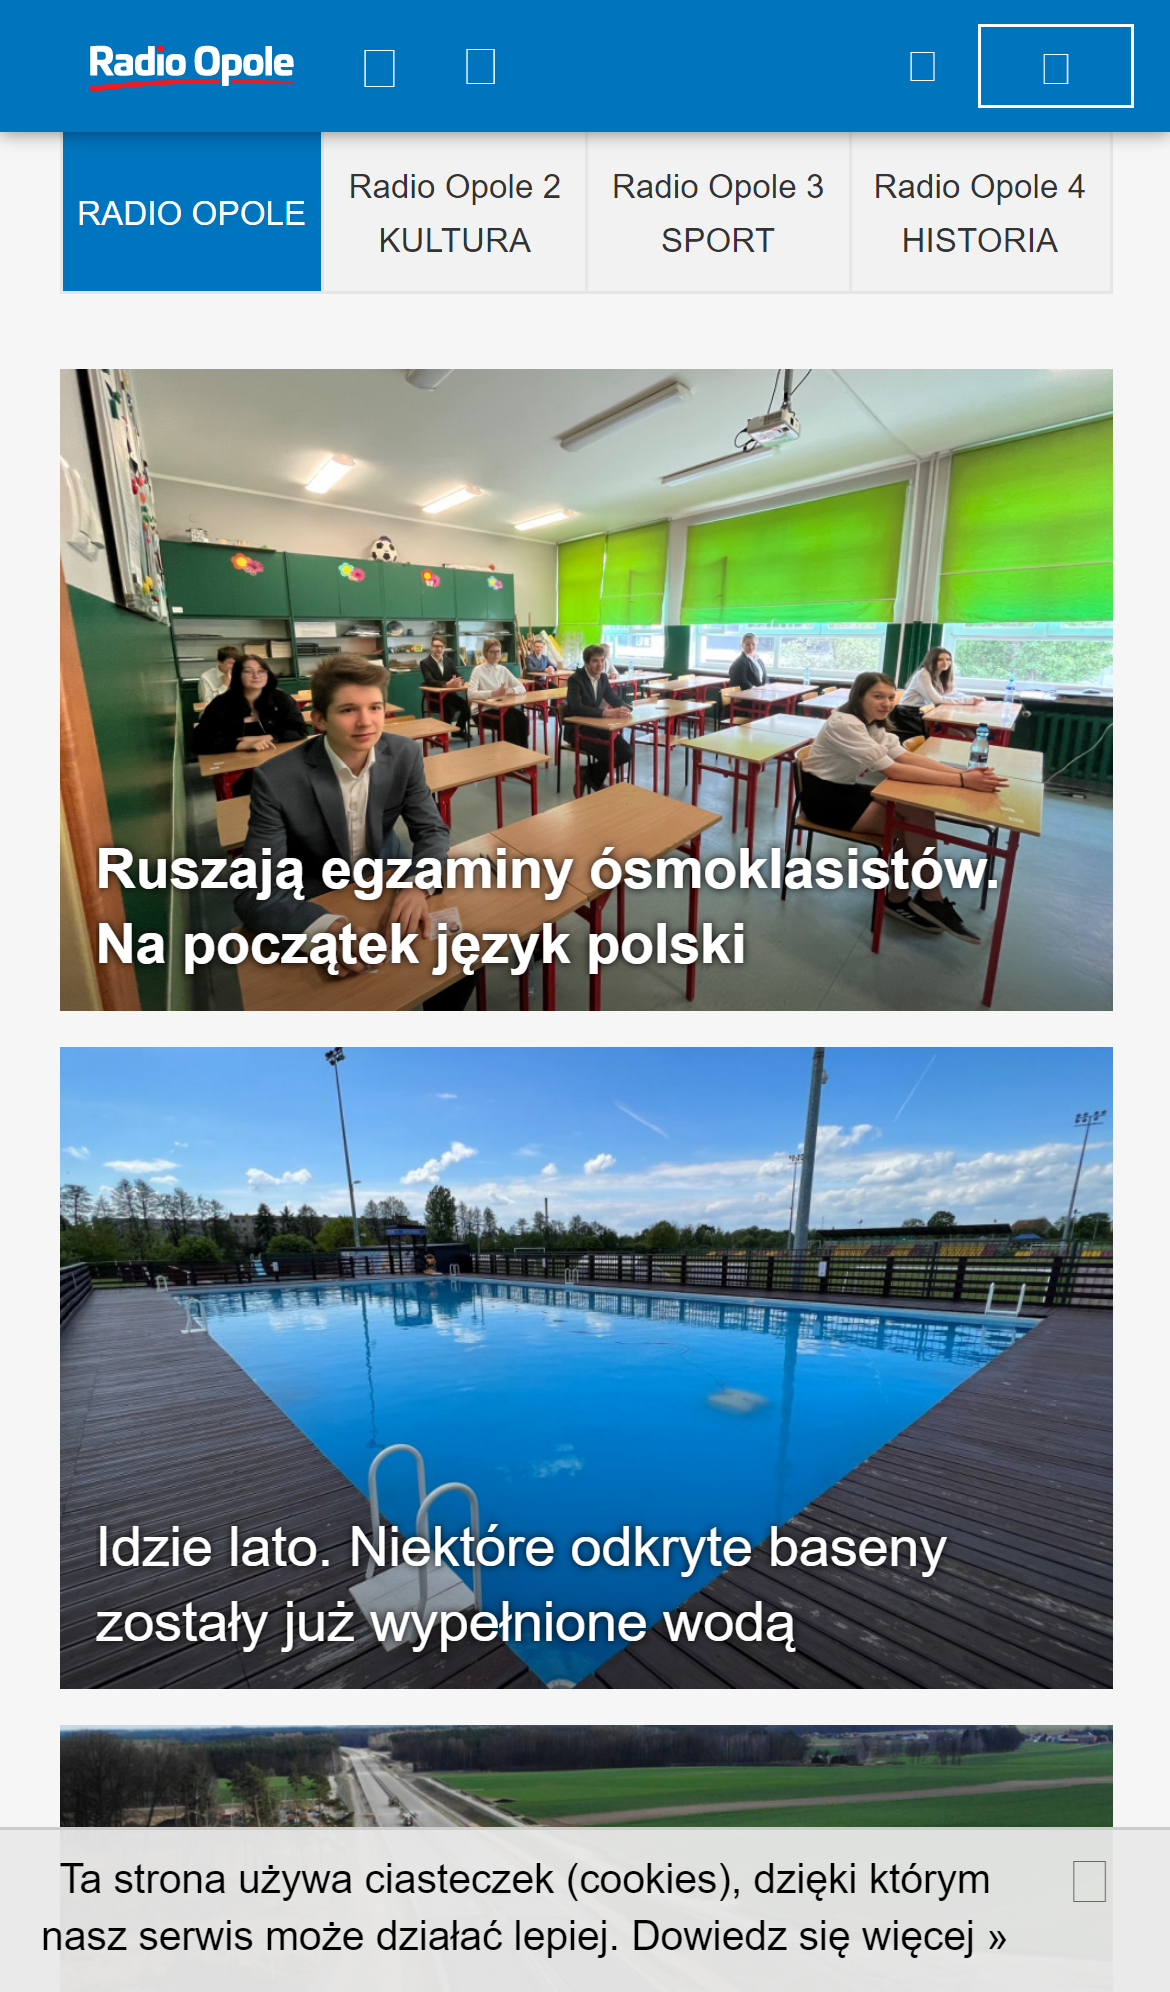 Radio Opole
RADIO OPOLE
Radio Opole 2
KULTURA
Radio Opole 3
SPORT
Radio Opole 4
HISTORIA
Ruszają egzaminy ósmoklasistów.
Na początek język polski
Idzie lato. Niektóre odkryte baseny
zostały już wypełnione wodą
Ta strona używa ciasteczek (cookies), dzięki którym
nasz serwis może działać lepiej. Dowiedz się więcej »